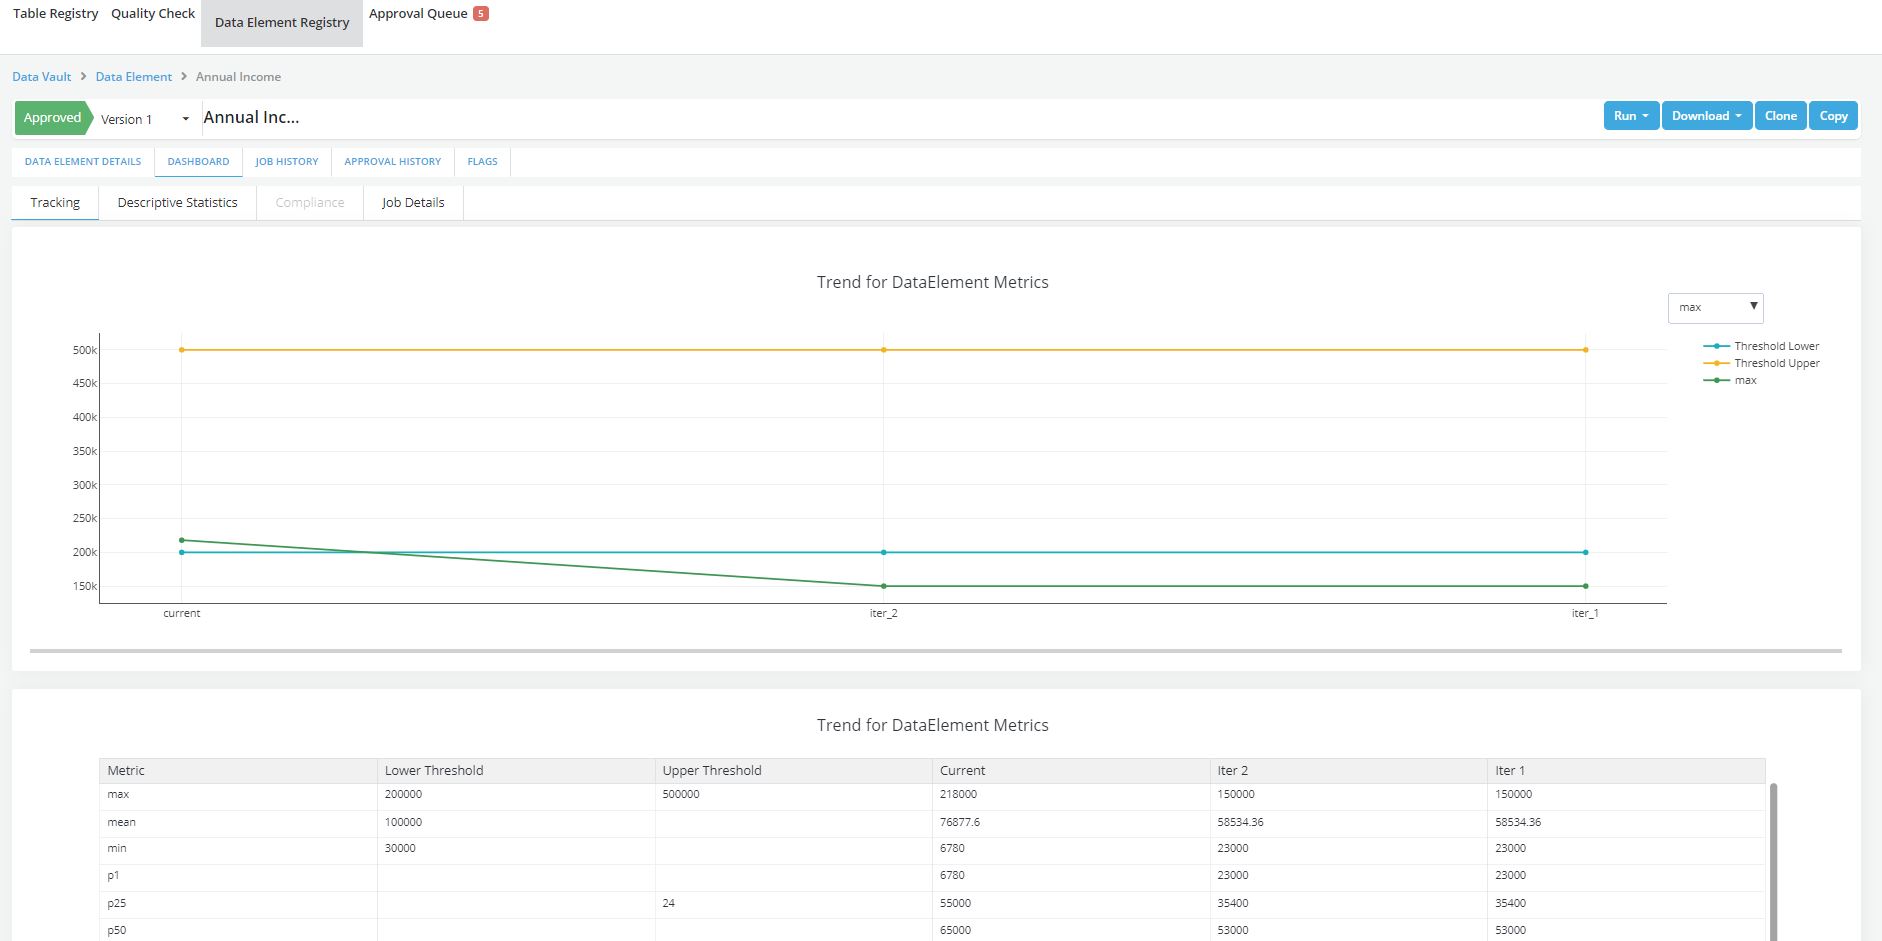 Table Registry Quality Check Data Element Registry Approval Queue 5
Data Vault > Data Element > Annual Income
Approved Version 1 Annual Inc... Run Download Clone Copy
DATA ELEMENT DETAILS DASHBOARD JOB HISTORY APPROVAL HISTORY FLAGS
Tracking Descriptive Statistics Compliance Job Details
Trend for DataElement Metrics
max
500k
450k
400k
350k
300k
250k
200k
150k
current iter_2 iter_1
Threshold Lower
Threshold Upper
max
Trend for DataElement Metrics
Metric Lower Threshold Upper Threshold Current Iter 2 Iter 1
max 200000 500000 218000 150000 150000
mean 100000 76877.6 58534.36 58534.36
min 30000 6780 23000 23000
p1 6780 23000 23000
p25 24 55000 35400 35400
p50 65000 53000 53000